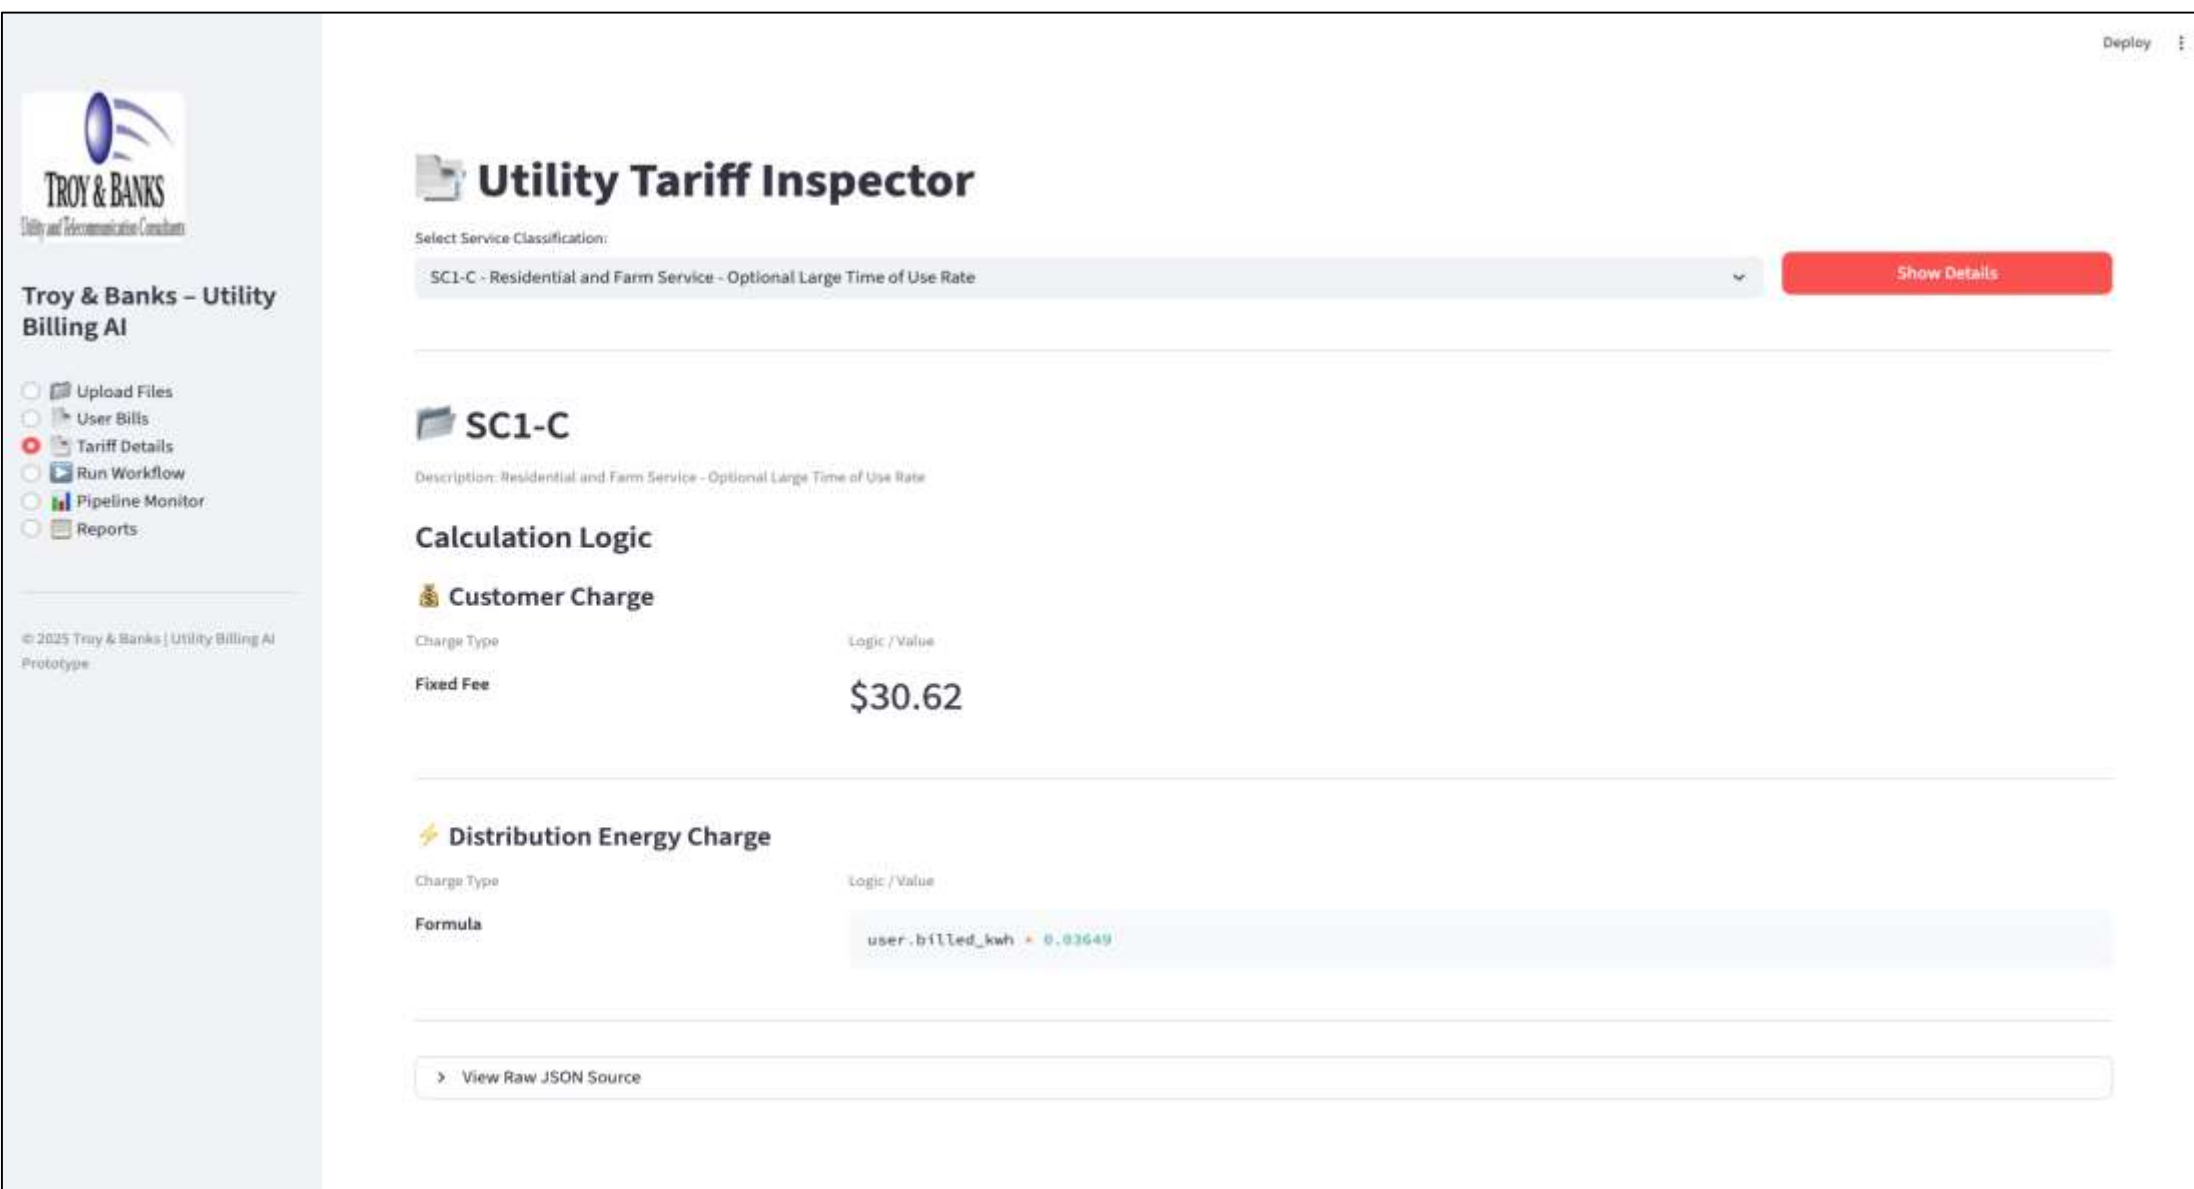 Deploy
TROY & BANKS
Utility and Telecommunication Consultants
Troy & Banks – Utility
Billing AI
Upload Files
User Bills
Tariff Details
Run Workflow
Pipeline Monitor
Reports
© 2025 Troy & Banks | Utility Billing AI
Prototype
Utility Tariff Inspector
Select Service Classification:
SC1-C - Residential and Farm Service - Optional Large Time of Use Rate
Show Details
SC1-C
Description: Residential and Farm Service - Optional Large Time of Use Rate
Calculation Logic
Customer Charge
Charge Type Logic / Value
Fixed Fee $30.62
Distribution Energy Charge
Charge Type Logic / Value
Formula user.billed_kwh * 0.03649
View Raw JSON Source